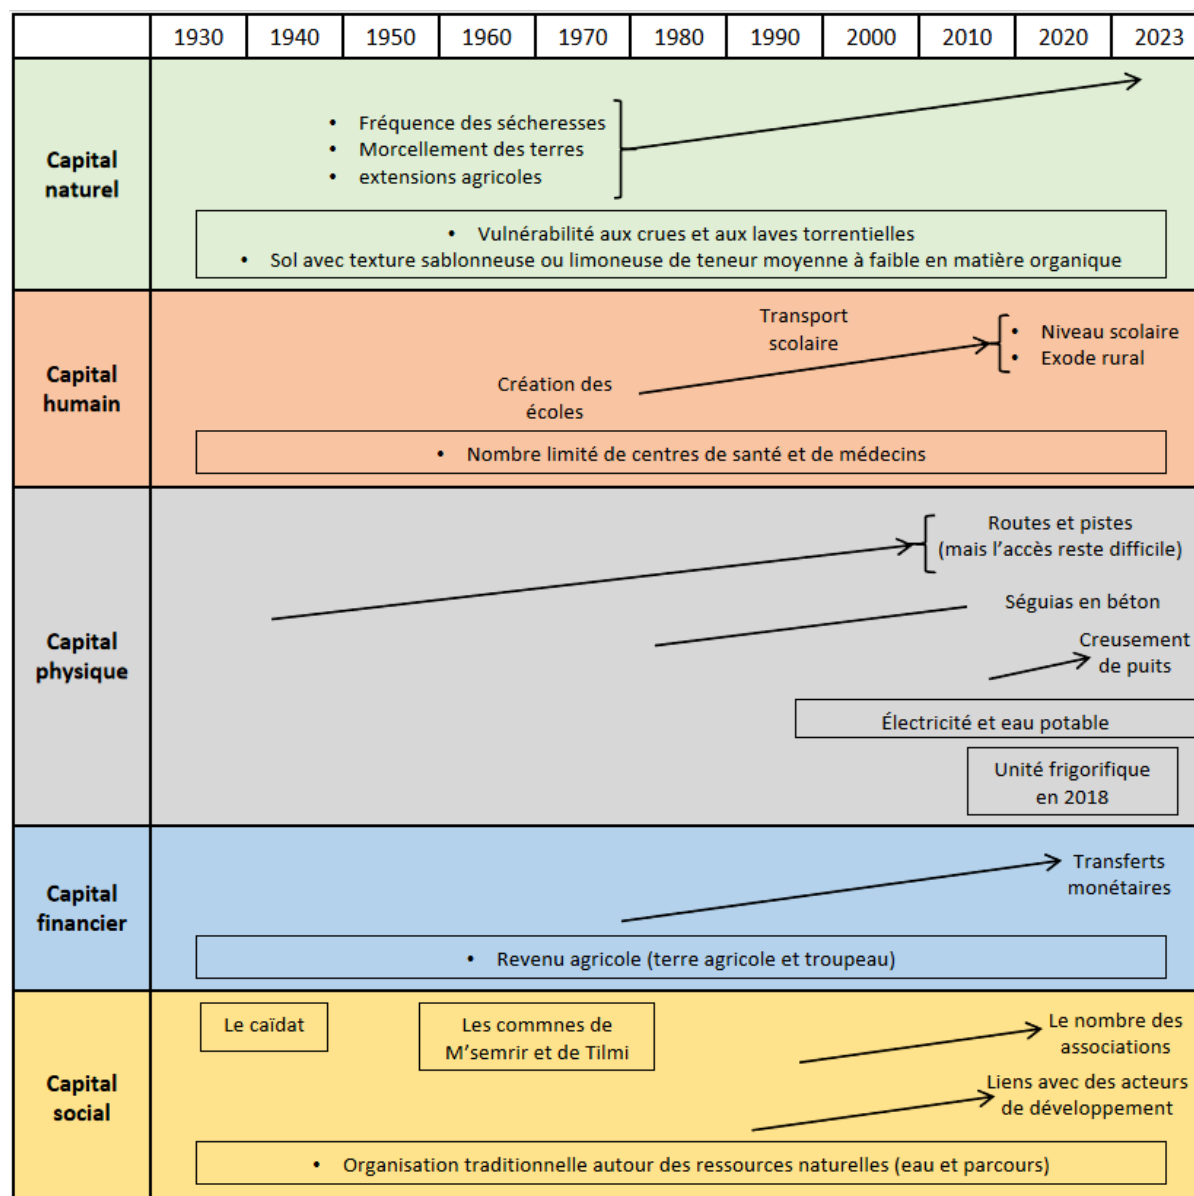 1930 1940 1950 1960 1970 1980 1990 2000 2010 2020 2023
Capital
naturel
• Fréquence des sécheresses
• Morcellement des terres
• extensions agricoles
• Vulnérabilité aux crues et aux laves torrentielles
• Sol avec texture sablonneuse ou limoneuse de teneur moyenne à faible en matière organique
Capital
humain
Création des
écoles
Transport
scolaire
• Niveau scolaire
• Exode rural
• Nombre limité de centres de santé et de médecins
Capital
physique
Routes et pistes
(mais l'accès reste difficile)
Séguias en béton
Creusement
de puits
Électricité et eau potable
Unité frigorifique
en 2018
Capital
financier
Transferts
monétaires
• Revenu agricole (terre agricole et troupeau)
Capital
social
Le caïdat
Les commnes de
M'semrir et de Tilmi
Le nombre des
associations
Liens avec des acteurs
de développement
• Organisation traditionnelle autour des ressources naturelles (eau et parcours)